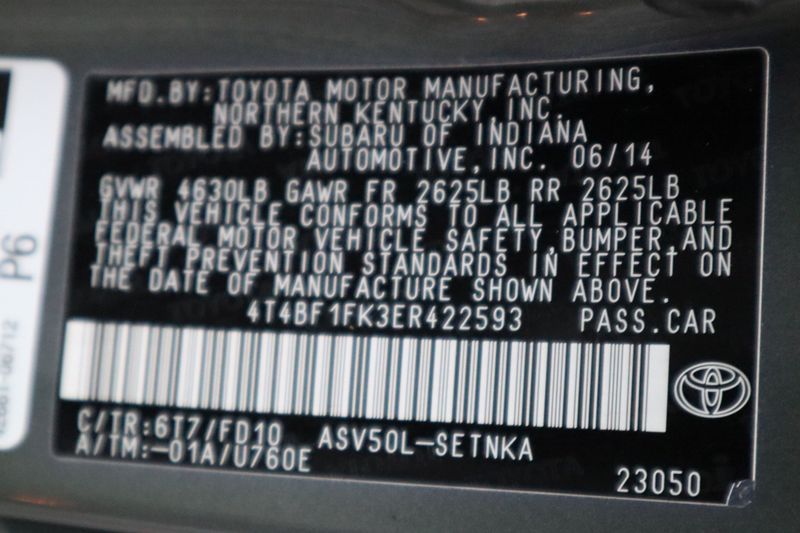 MFD.BY:TOYOTA MOTOR MANUFACTURING,
NORTHERN KENTUCKY,INC.
ASSEMBLED BY:SUBARU OF INDIANA
AUTOMOTIVE,INC. 06/14
GVWR 4630LB GAWR FR 2625LB RR 2625LB
THIS VEHICLE CONFORMS TO ALL APPLICABLE
FEDERAL MOTOR VEHICLE SAFETY,BUMPER,AND
THEFT PREVENTION STANDARDS IN EFFECT ON
THE DATE OF MANUFACTURE SHOWN ABOVE.
4T4BF1FK3ER422593 PASS.CAR
C/TR:6T7/FD10 ASV50L-SETNKA
A/TM:-01A/U760E
23050
P6